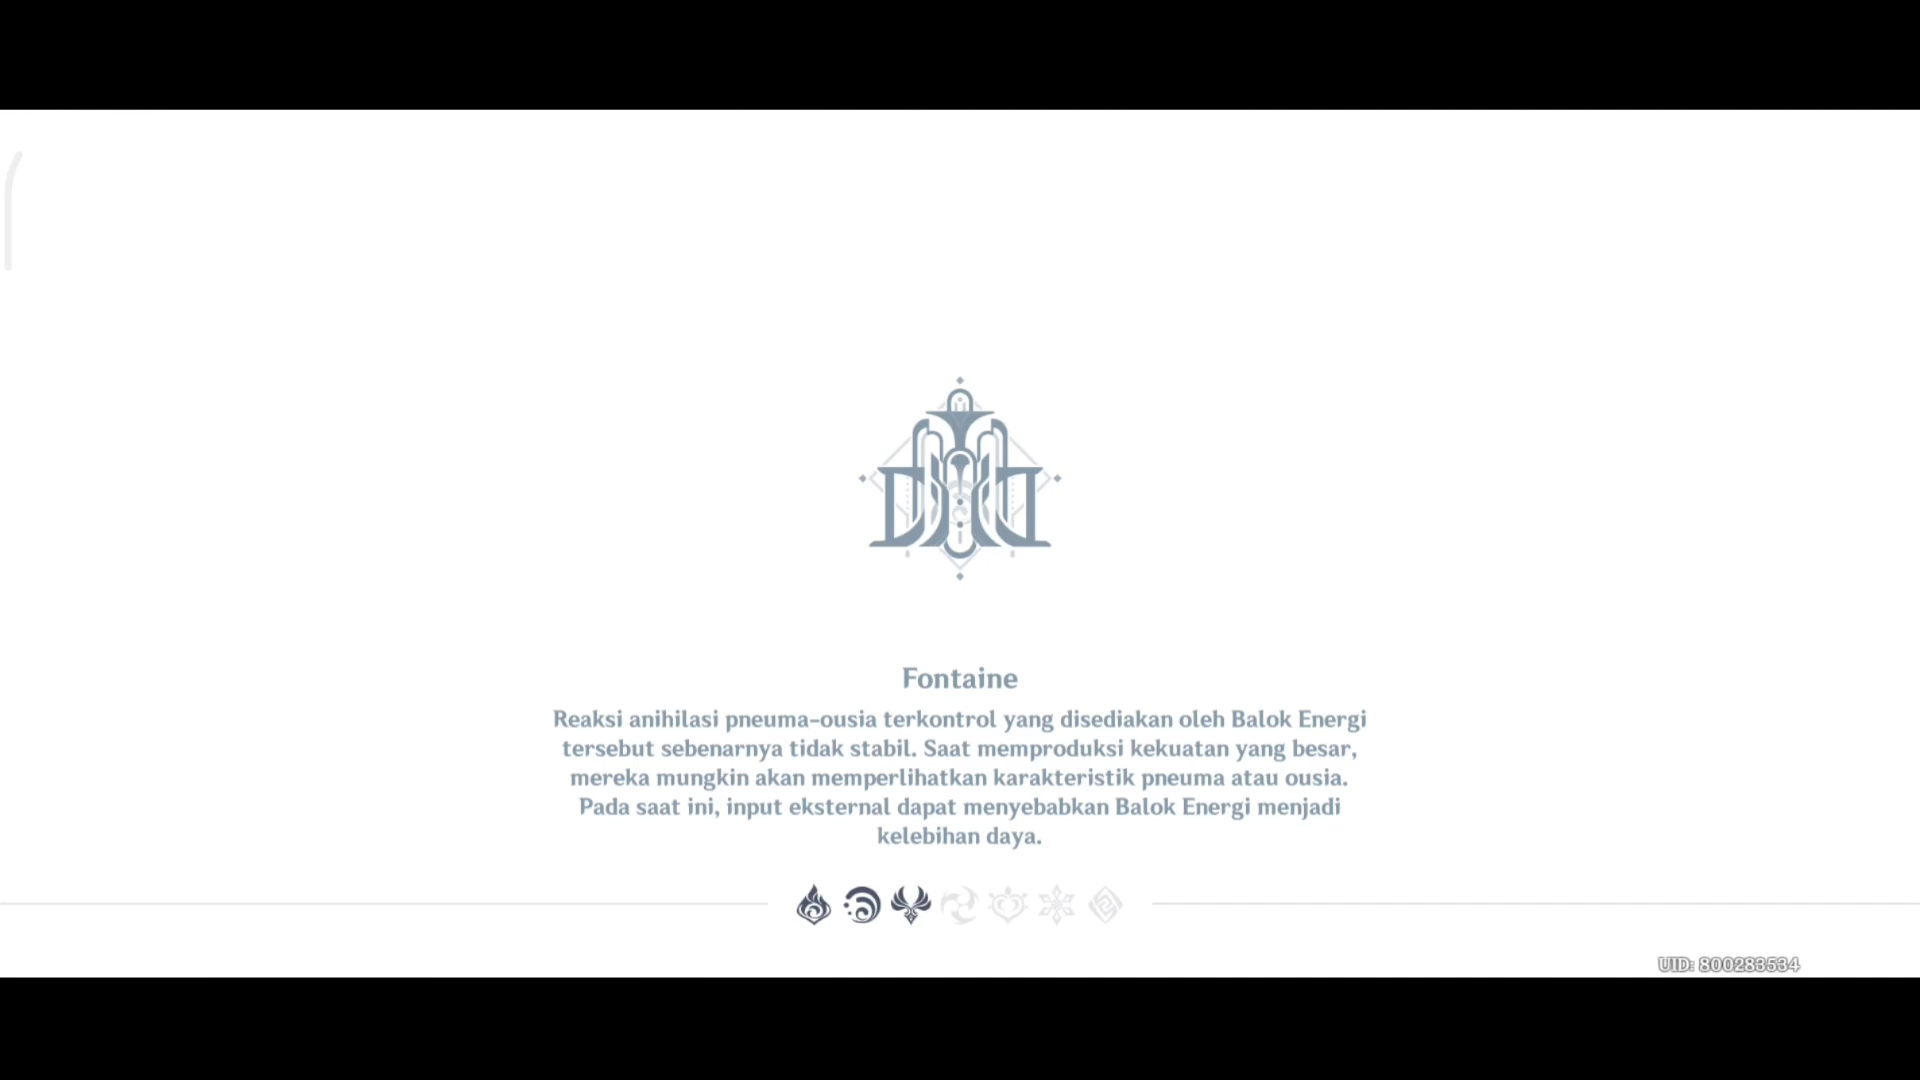 Fontaine
Reaksi anihilasi pneuma-ousia terkontrol yang disediakan oleh Balok Energi
tersebut sebenarnya tidak stabil. Saat memproduksi kekuatan yang besar,
mereka mungkin akan memperlihatkan karakteristik pneuma atau ousia.
Pada saat ini, input eksternal dapat menyebabkan Balok Energi menjadi
kelebihan daya.
UID: 800283534